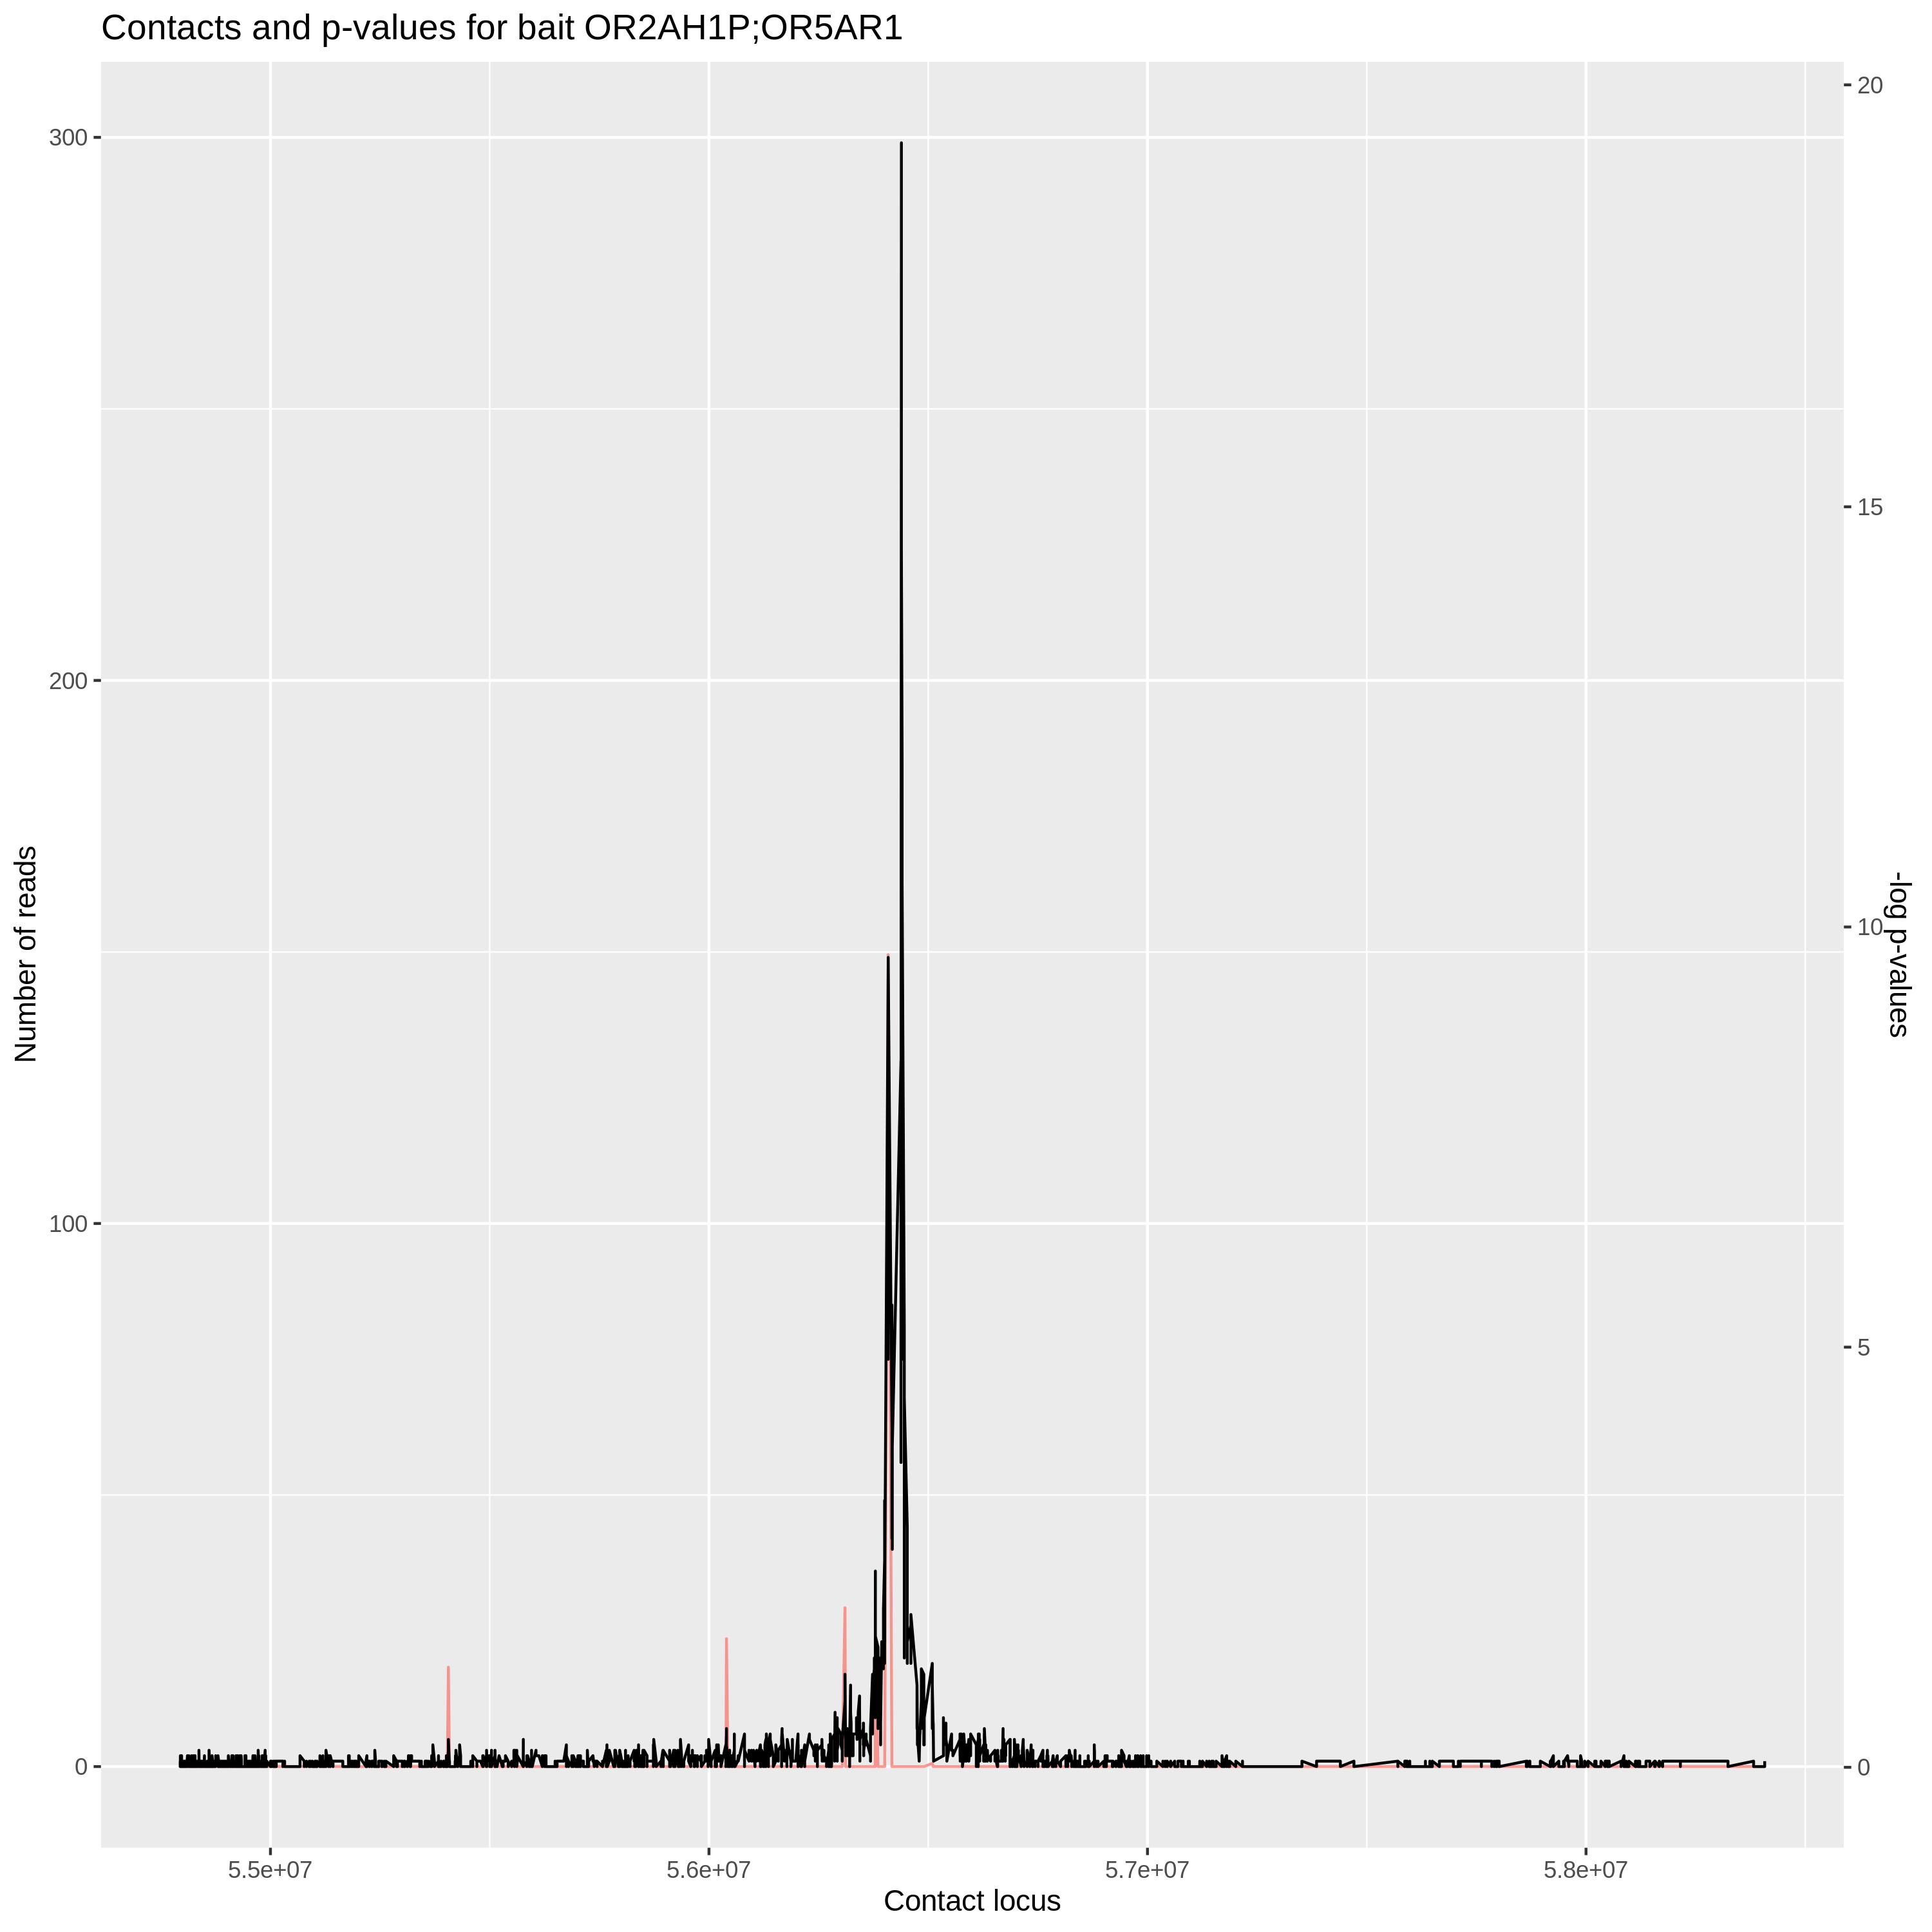 Contacts and p-values for bait OR2AH1P;OR5AR1
Number of reads
300
200
100
0
20
15
10
5
0
-log p-values
5.5e+07
5.6e+07
5.7e+07
5.8e+07
Contact locus